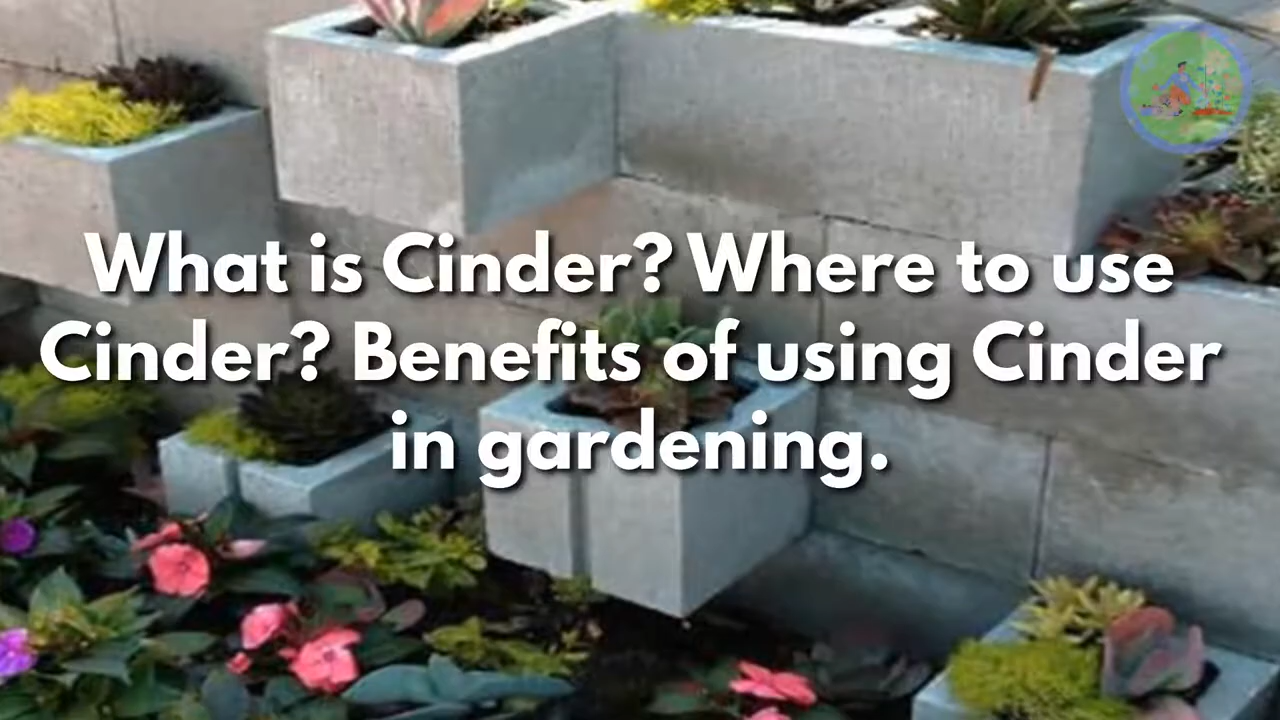 What is Cinder? Where to use
Cinder? Benefits of using Cinder
in gardening.